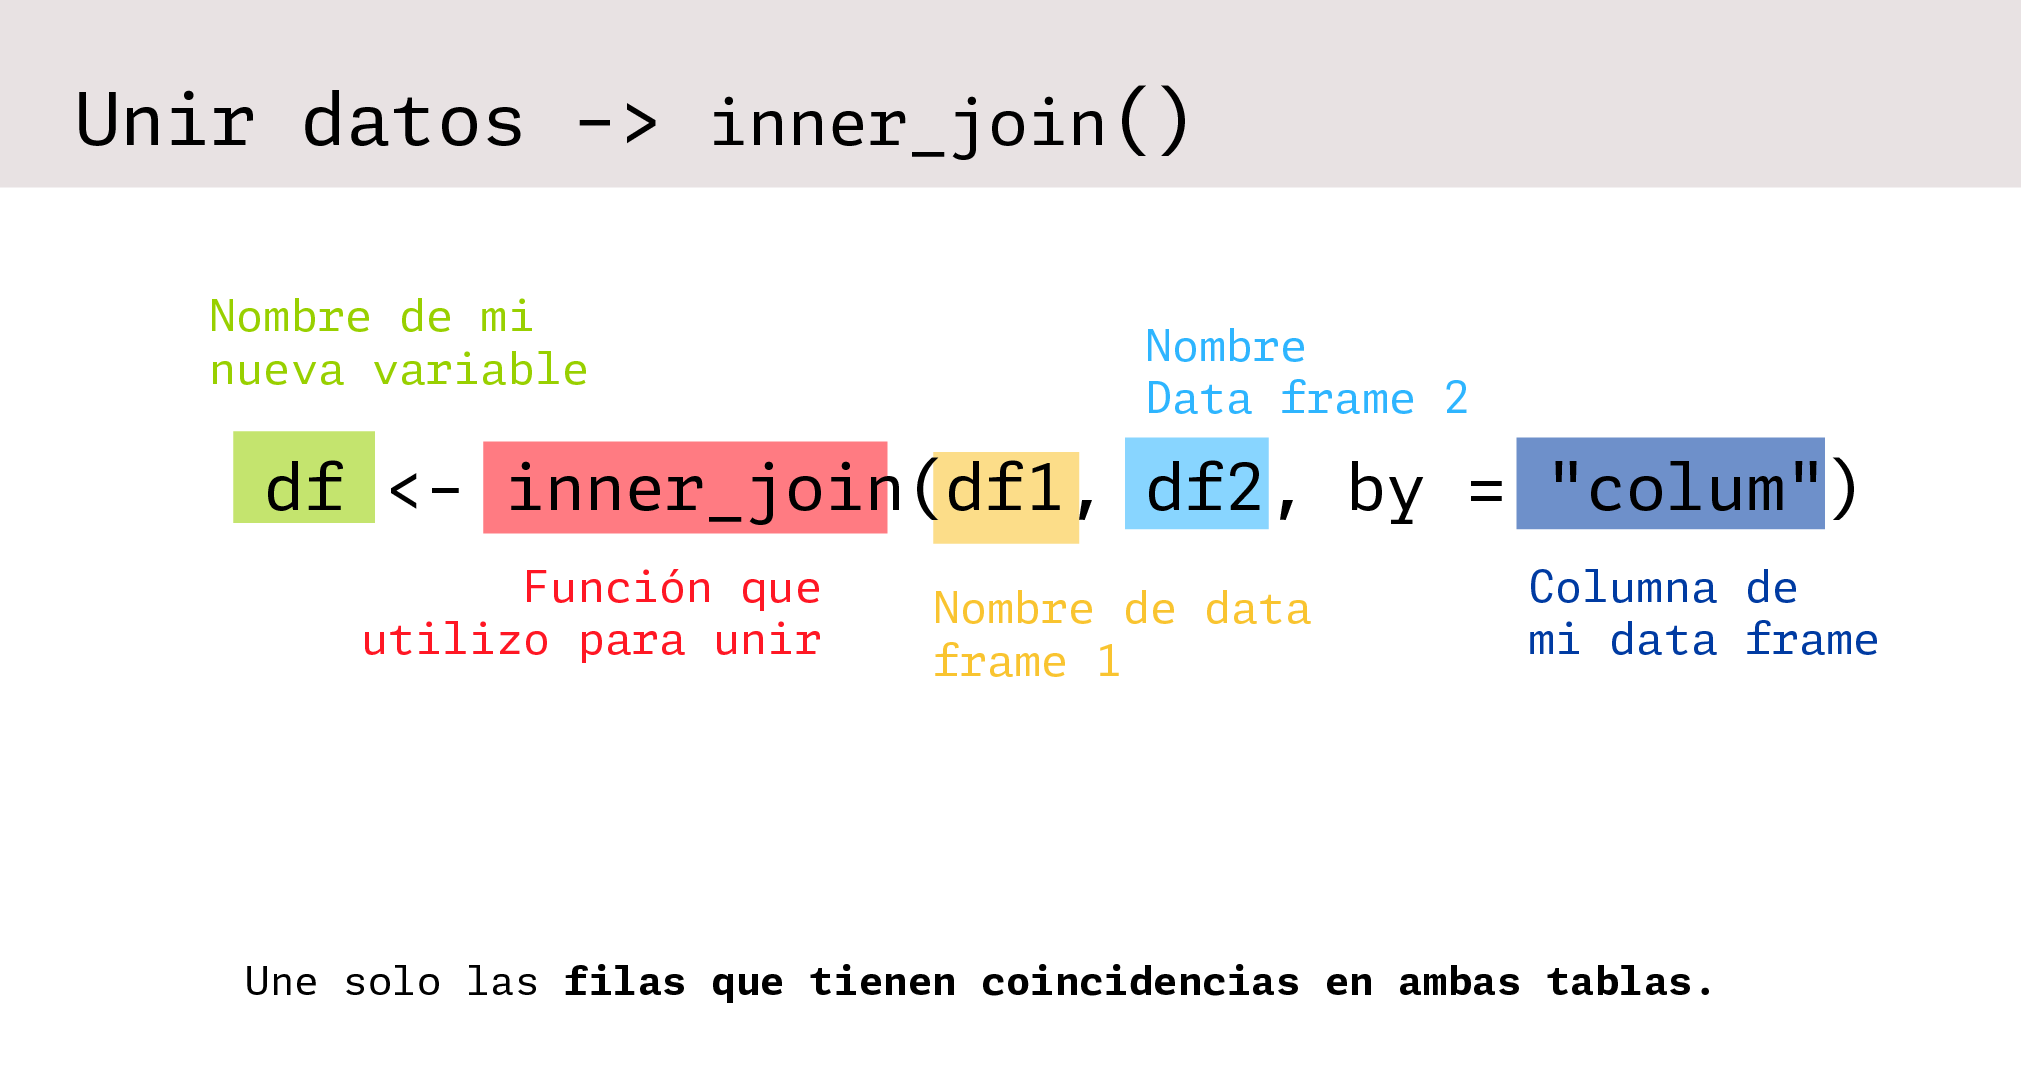 Unir datos -> inner_join()
Nombre de mi
nueva variable
Nombre
Data frame 2
df <- inner_join(df1, df2, by = "colum")
Función que
utilizo para unir
Nombre de data
frame 1
Columna de
mi data frame
Une solo las filas que tienen coincidencias en ambas tablas.